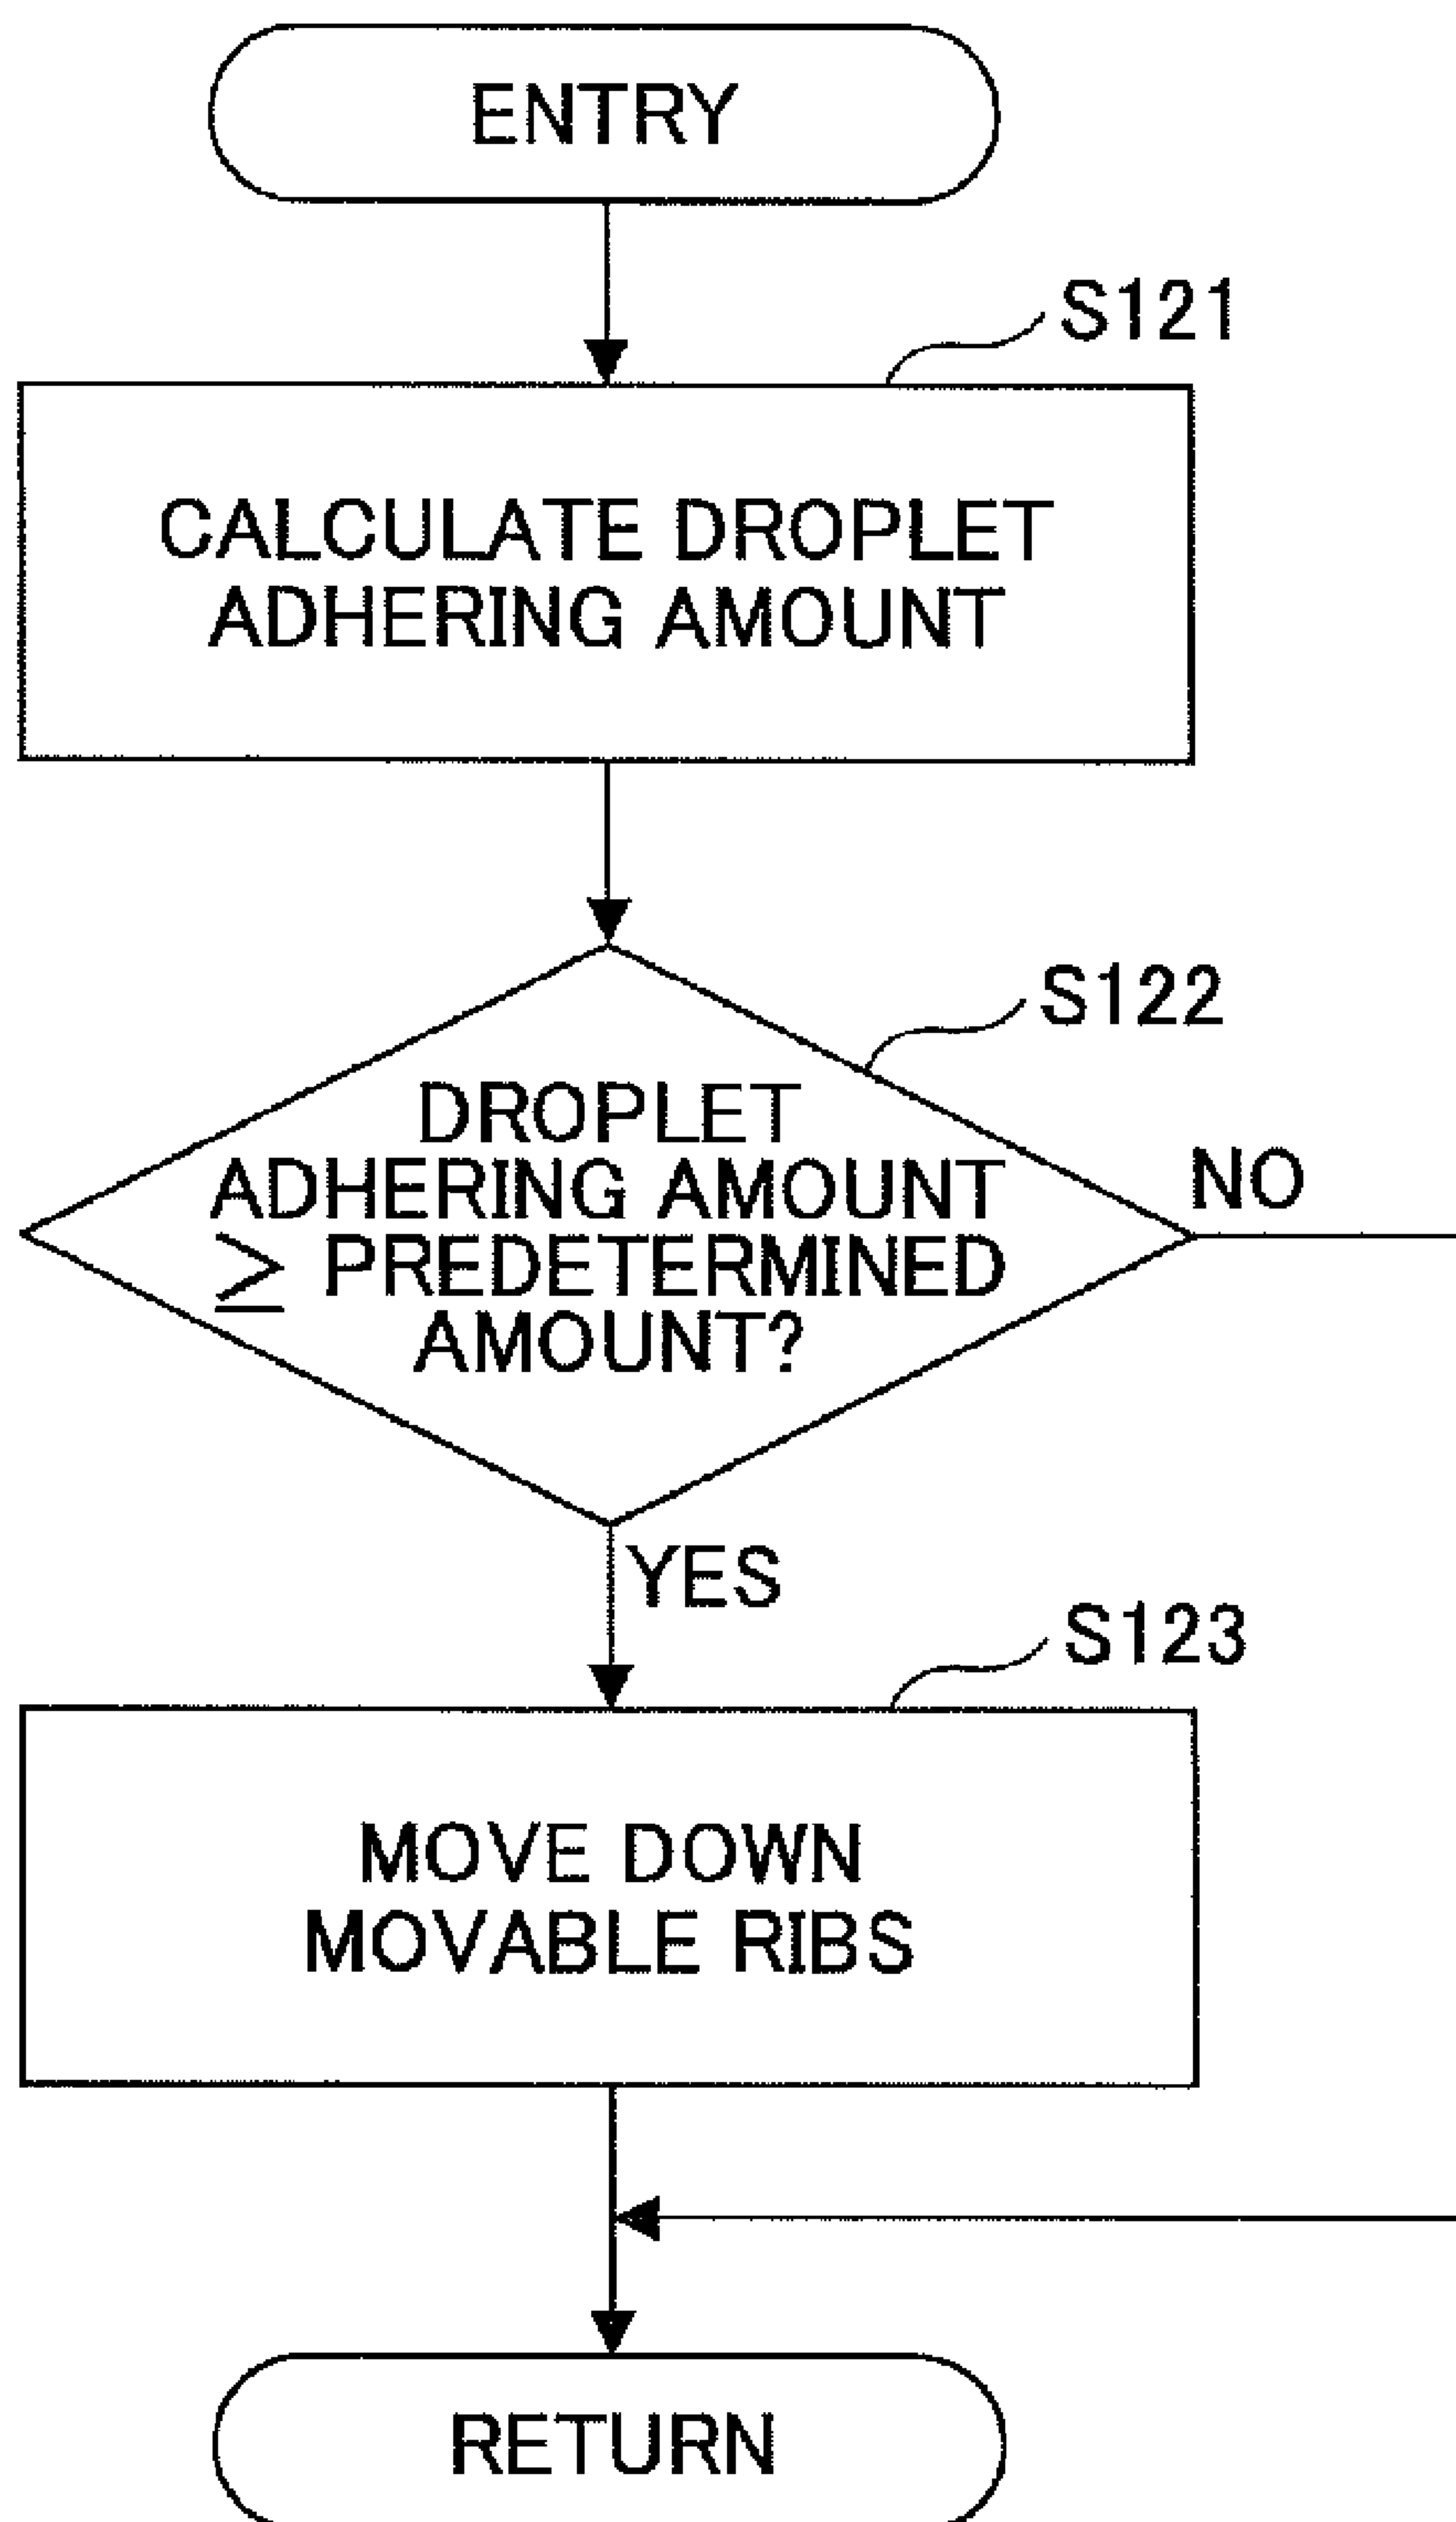 ENTRY
S121
CALCULATE DROPLET
ADHERING AMOUNT
S122
DROPLET
ADHERING AMOUNT
≥ PREDETERMINED
AMOUNT?
NO
YES
S123
MOVE DOWN
MOVABLE RIBS
RETURN